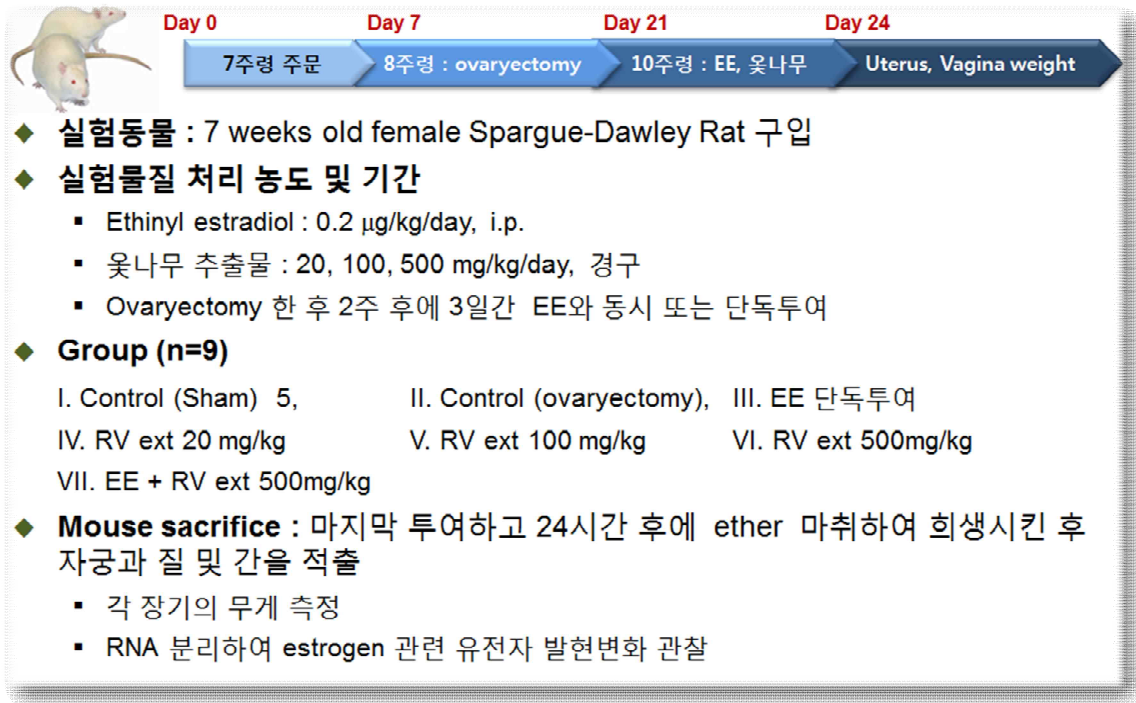 Day 0 Day 7 Day 21 Day 24
7주령 주문 8주령 : ovaryectomy 10주령 : EE, 옻나무 Uterus, Vagina weight
◆ 실험동물 : 7 weeks old female Spargue-Dawley Rat 구입
◆ 실험물질 처리 농도 및 기간
▪ Ethinyl estradiol : 0.2 μg/kg/day, i.p.
▪ 옻나무 추출물 : 20, 100, 500 mg/kg/day, 경구
▪ Ovaryectomy 한 후 2주 후에 3일간 EE와 동시 또는 단독투여
◆ Group (n=9)
I. Control (Sham) 5, II. Control (ovaryectomy), III. EE 단독투여
IV. RV ext 20 mg/kg V. RV ext 100 mg/kg VI. RV ext 500mg/kg
VII. EE + RV ext 500mg/kg
◆ Mouse sacrifice : 마지막 투여하고 24시간 후에 ether 마취하여 희생시킨 후
자궁과 질 및 간을 적출
▪ 각 장기의 무게 측정
▪ RNA 분리하여 estrogen 관련 유전자 발현변화 관찰